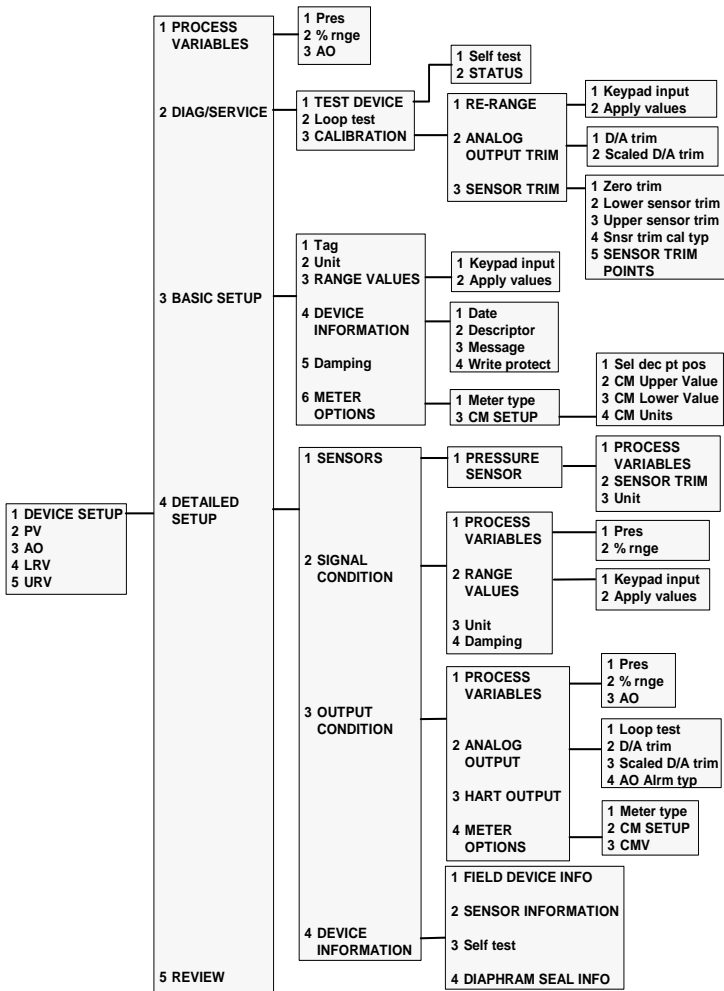 1 DEVICE SETUP
2 PV
3 AO
4 LRV
5 URV
1 PROCESS
VARIABLES
2 DIAG/SERVICE
3 BASIC SETUP
4 DETAILED
SETUP
5 REVIEW
1 Pres
2 % rnge
3 AO
1 TEST DEVICE
2 Loop test
3 CALIBRATION
1 Self test
2 STATUS
1 RE-RANGE
2 ANALOG
OUTPUT TRIM
3 SENSOR TRIM
1 Keypad input
2 Apply values
1 D/A trim
2 Scaled D/A trim
1 Zero trim
2 Lower sensor trim
3 Upper sensor trim
4 Snsr trim cal typ
5 SENSOR TRIM
POINTS
1 Tag
2 Unit
3 RANGE VALUES
4 DEVICE
INFORMATION
5 Damping
6 METER
OPTIONS
1 Keypad input
2 Apply values
1 Date
2 Descriptor
3 Message
4 Write protect
1 Meter type
3 CM SETUP
1 Sel dec pt pos
2 CM Upper Value
3 CM Lower Value
4 CM Units
1 SENSORS
2 SIGNAL
CONDITION
3 OUTPUT
CONDITION
4 DEVICE
INFORMATION
1 PRESSURE
SENSOR
1 PROCESS
VARIABLES
2 SENSOR TRIM
3 Unit
1 PROCESS
VARIABLES
2 RANGE
VALUES
3 Unit
4 Damping
1 Pres
2 % rnge
1 Keypad input
2 Apply values
1 PROCESS
VARIABLES
2 ANALOG
OUTPUT
3 HART OUTPUT
4 METER
OPTIONS
1 Pres
2 % rnge
3 AO
1 Loop test
2 D/A trim
3 Scaled D/A trim
4 AO Alrm typ
1 Meter type
2 CM SETUP
3 CMV
1 FIELD DEVICE INFO
2 SENSOR INFORMATION
3 Self test
4 DIAPHRAM SEAL INFO